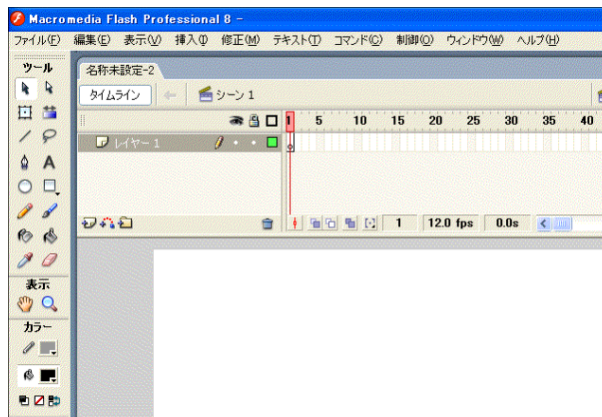 Macromedia Flash Professional 8 -
ファイル(F) 編集(E) 表示(V) 挿入(I) 修正(M) テキスト(T) コマンド(C) 制御(O) ウィンドウ(W) ヘルプ(H)
ツール
名称未設定-2
タイムライン シーン 1
1 5 10 15 20 25 30 35 40
レイヤー 1
A
1 12.0 fps 0.0s
表示
カラー